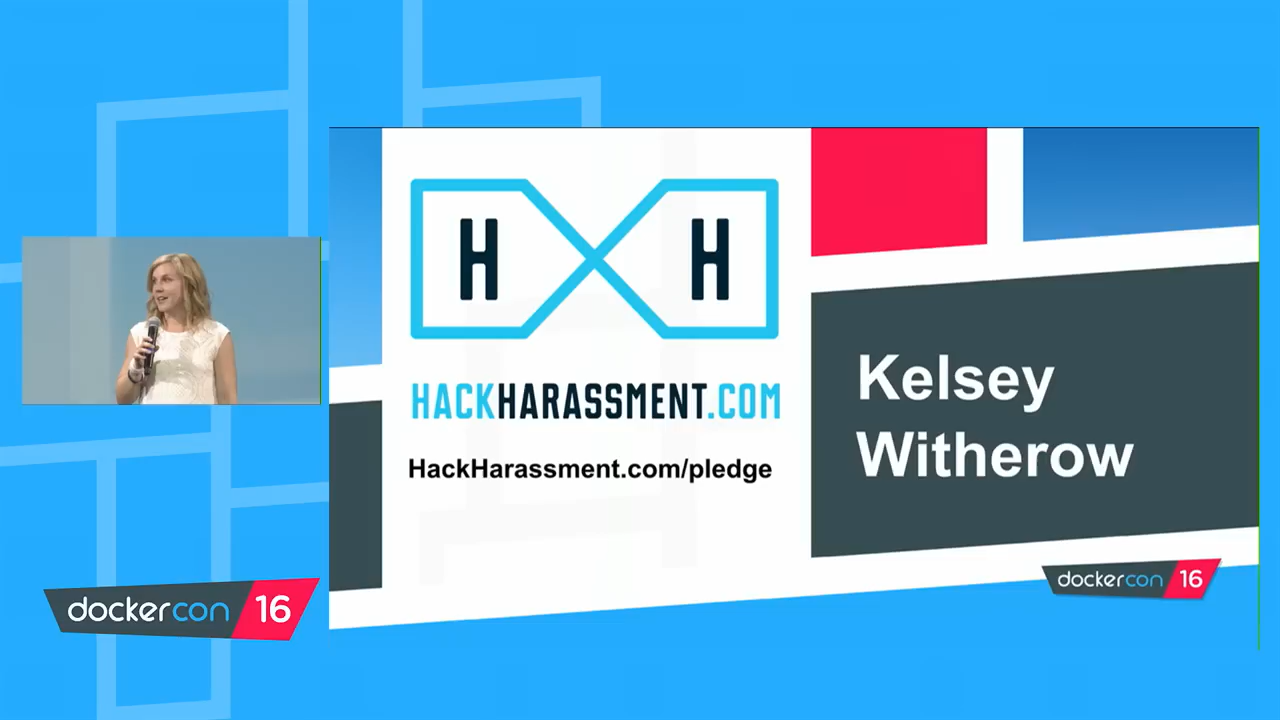 H H
HACKHARASSMENT.COM
HackHarassment.com/pledge
Kelsey
Witherow
dockercon 16
dockercon 16